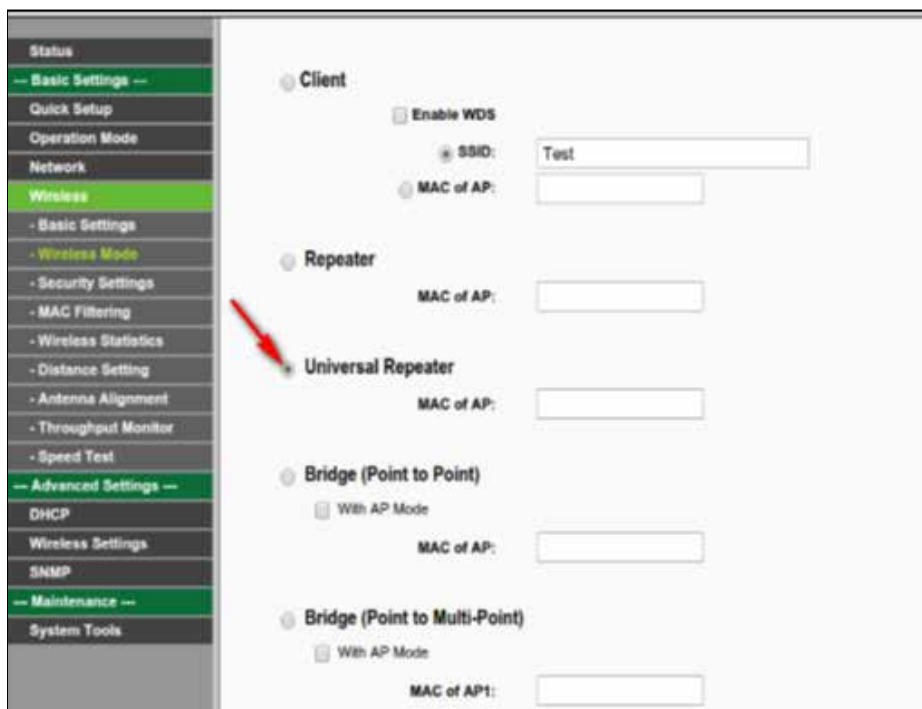 Status
--- Basic Settings ---
Quick Setup
Operation Mode
Network
Wireless
- Basic Settings
- Wireless Mode
- Security Settings
- MAC Filtering
- Wireless Statistics
- Distance Setting
- Antenna Alignment
- Throughput Monitor
- Speed Test
--- Advanced Settings ---
DHCP
Wireless Settings
SNMP
--- Maintenance ---
System Tools
Client
Enable WDS
SSID: Test
MAC of AP:
Repeater
MAC of AP:
Universal Repeater
MAC of AP:
Bridge (Point to Point)
With AP Mode
MAC of AP:
Bridge (Point to Multi-Point)
With AP Mode
MAC of AP1: